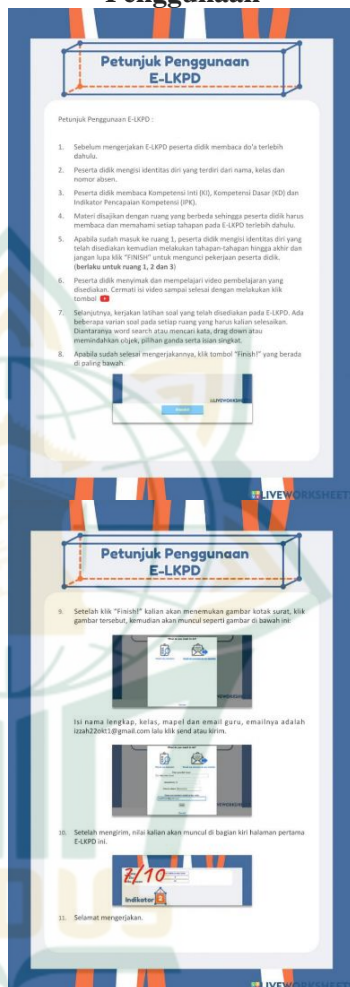 Penggunaan
Petunjuk Penggunaan
E-LKPD
Petunjuk Penggunaan E-LKPD :
1. Sebelum mengerjakan E-LKPD peserta didik membaca do'a terlebih
dahulu.
2. Peserta didik mengisi identitas diri yang terdiri dari nama, kelas dan
nomor absen.
3. Peserta didik membaca Kompetensi Inti (KI), Kompetensi Dasar (KD) dan
Indikator Pencapaian Kompetensi (IPK).
4. Materi disajikan dengan ruang yang berbeda sehingga peserta didik harus
membaca dan memahami setiap tahapan pada E-LKPD terlebih dahulu.
5. Apabila sudah masuk ke ruang 1, peserta didik mengisi identitas diri yang
telah disediakan kemudian melakukan tahapan-tahapan hingga akhir dan
jangan lupa klik "FINISH" untuk mengunci pekerjaan peserta didik.
(berlaku untuk ruang 1, 2 dan 3)
6. Peserta didik menyimak dan mempelajari video pembelajaran yang
disediakan. Cermati isi video sampai selesai dengan melakukan klik
tombol
7. Selanjutnya, kerjakan latihan soal yang telah disediakan pada E-LKPD. Ada
beberapa varian soal pada setiap ruang yang harus kalian selesaikan.
Diantaranya word search atau mencari kata, drag down atau
memindahkan objek, pilihan ganda serta isian singkat.
8. Apabila sudah selesai mengerjakannya, klik tombol "Finish!" yang berada
di paling bawah.
LIVEWORKSHEETS
LIVEWORKSHEET
Petunjuk Penggunaan
E-LKPD
9. Setelah klik "Finish!" kalian akan menemukan gambar kotak surat, klik
gambar tersebut, kemudian akan muncul seperti gambar di bawah ini:
Isi nama lengkap, kelas, mapel dan email guru, emailnya adalah
izzah22okt1@gmail.com lalu klik send atau kirim.
10. Setelah mengirim, nilai kalian akan muncul di bagian kiri halaman pertama
E-LKPD ini.
2/10
Indikator
11. Selamat mengerjakan.
LIVEWORKSHEET